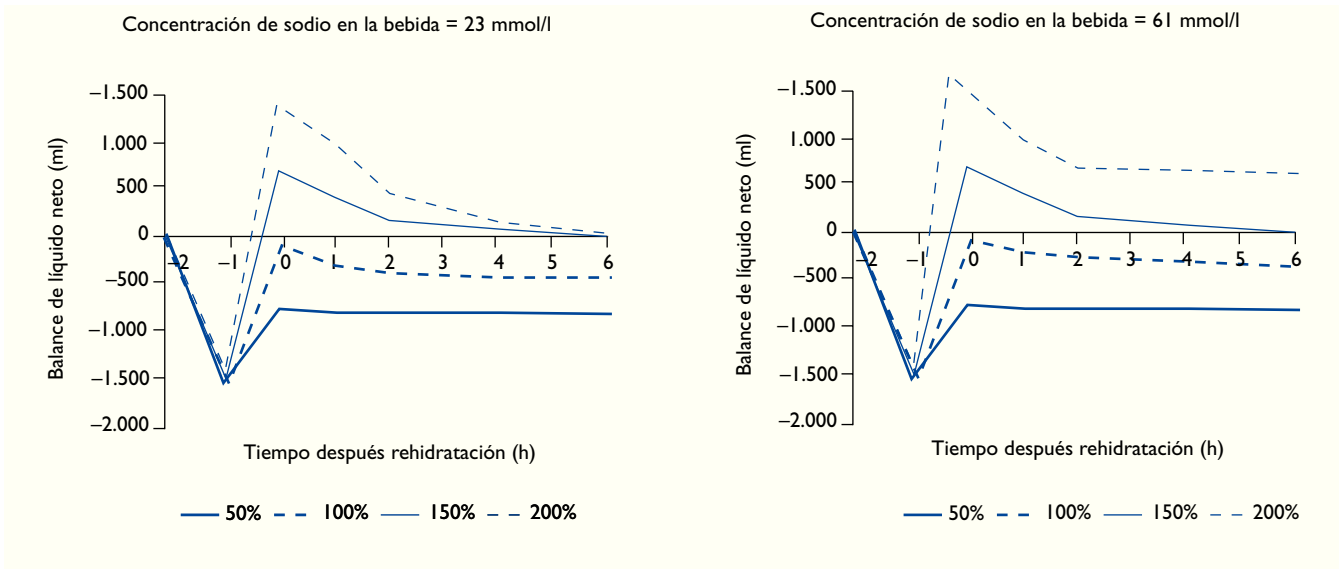 Concentración de sodio en la bebida = 23 mmol/l
Balance de líquido neto (ml)
–1.500
1.000
500
0
–500
–1.000
–1.500
–2.000
–2 –1 0 1 2 3 4 5 6
Tiempo después rehidratación (h)
50% 100% 150% 200%
Concentración de sodio en la bebida = 61 mmol/l
Balance de líquido neto (ml)
–1.500
1.000
500
0
–500
–1.000
–1.500
–2.000
–2 –1 0 1 2 3 4 5 6
Tiempo después rehidratación (h)
50% 100% 150% 200%